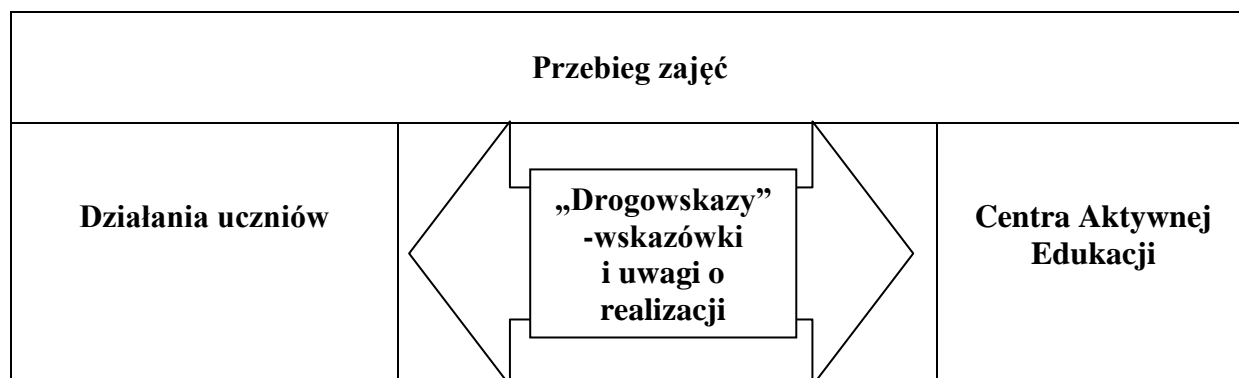 Przebieg zajęć
Działania uczniów
„Drogowskazy”
-wskazówki
i uwagi o
realizacji
Centra Aktywnej
Edukacji